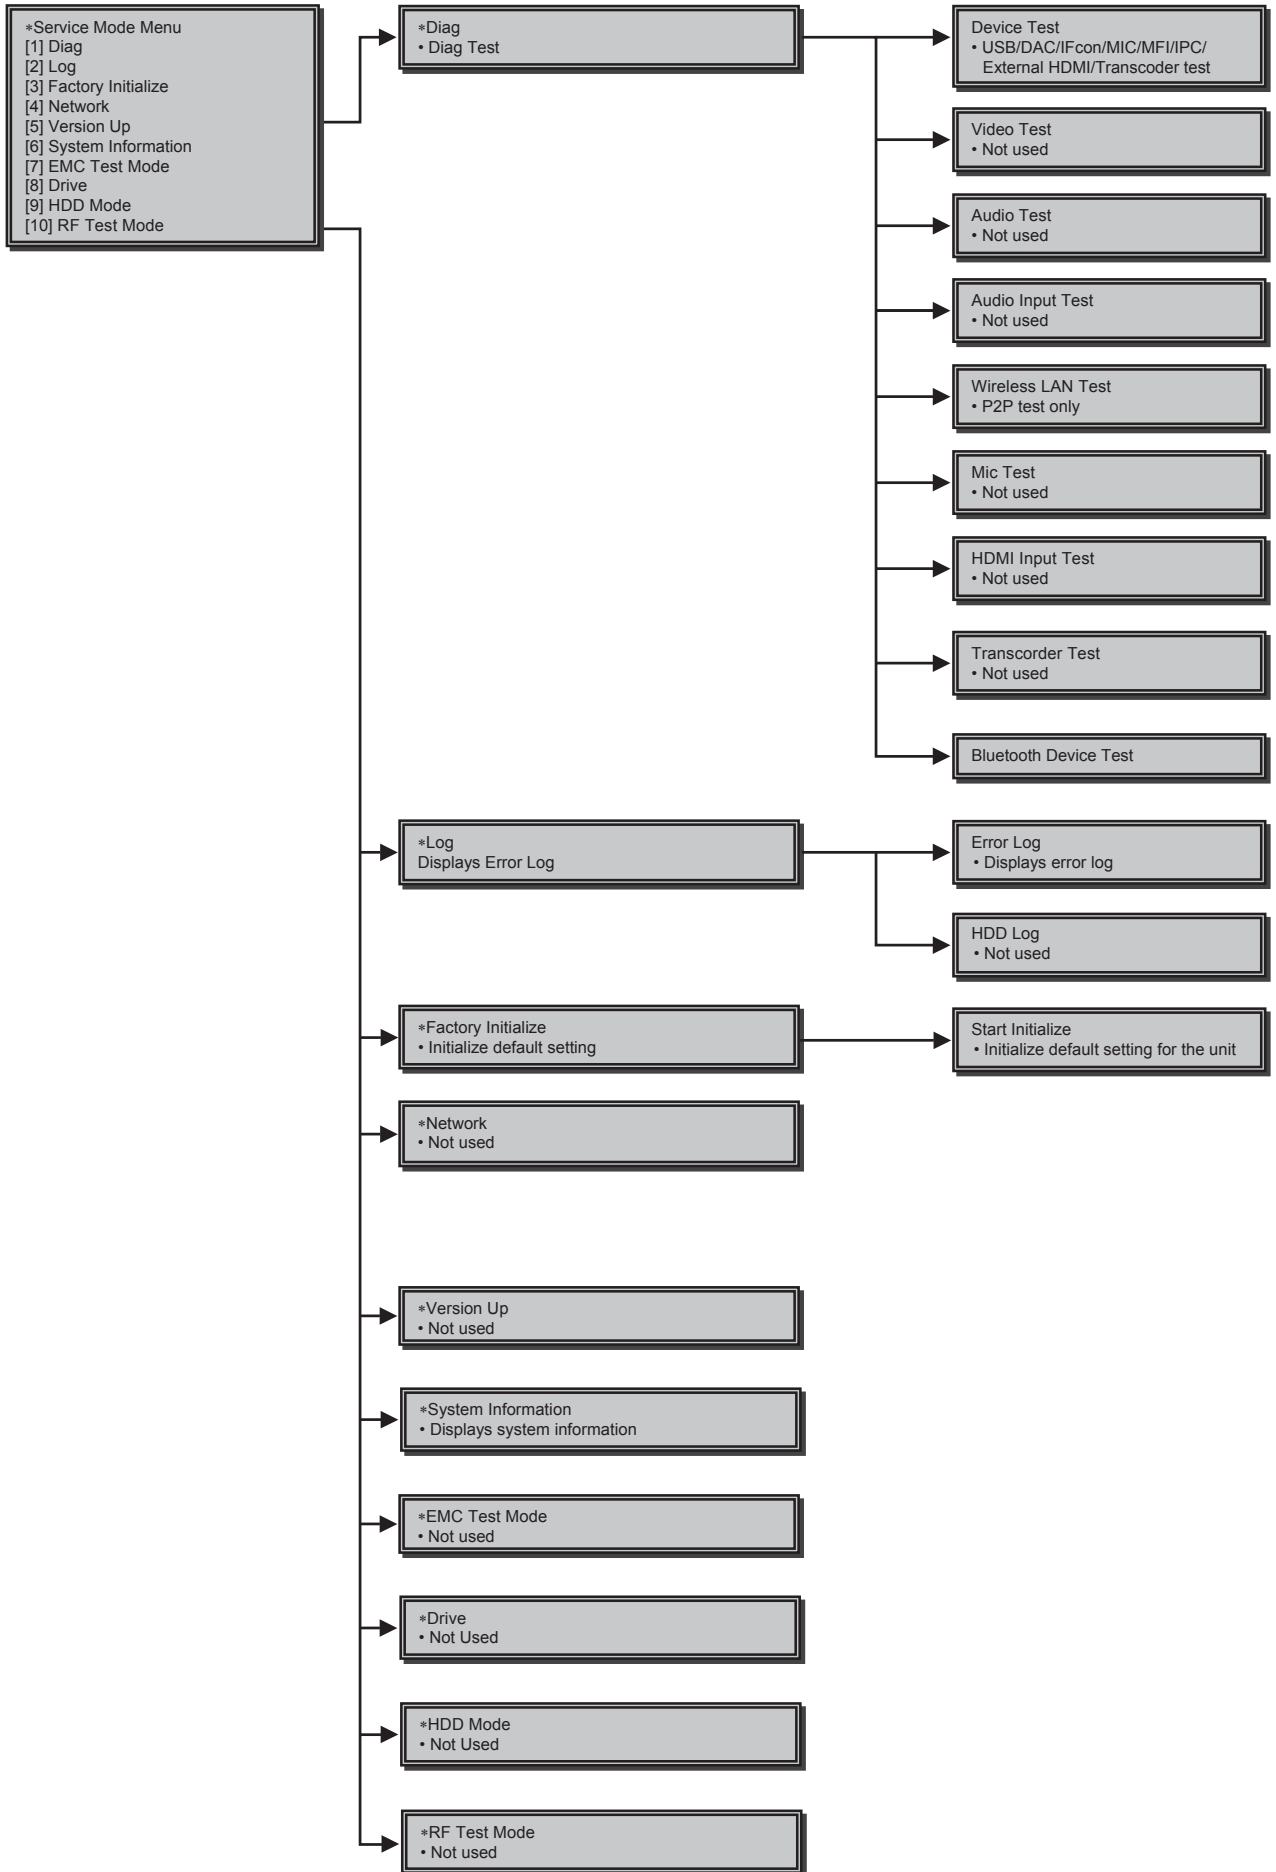 ∗Service Mode Menu
[1] Diag
[2] Log
[3] Factory Initialize
[4] Network
[5] Version Up
[6] System Information
[7] EMC Test Mode
[8] Drive
[9] HDD Mode
[10] RF Test Mode
∗Diag
• Diag Test
Device Test
• USB/DAC/IFcon/MIC/MFI/IPC/
External HDMI/Transcoder test
Video Test
• Not used
Audio Test
• Not used
Audio Input Test
• Not used
Wireless LAN Test
• P2P test only
Mic Test
• Not used
HDMI Input Test
• Not used
Transcorder Test
• Not used
Bluetooth Device Test
∗Log
Displays Error Log
Error Log
• Displays error log
HDD Log
• Not used
∗Factory Initialize
• Initialize default setting
Start Initialize
• Initialize default setting for the unit
∗Network
• Not used
∗Version Up
• Not used
∗System Information
• Displays system information
∗EMC Test Mode
• Not used
∗Drive
• Not Used
∗HDD Mode
• Not Used
∗RF Test Mode
• Not used